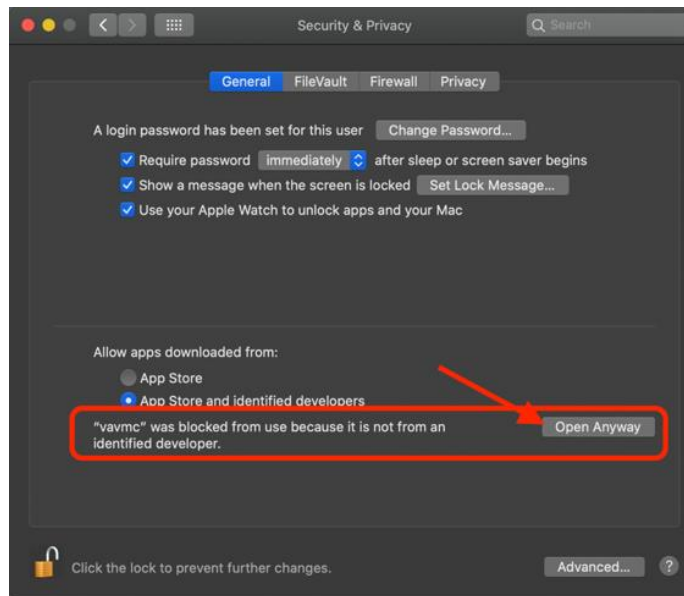 Security & Privacy
Search
General FileVault Firewall Privacy
A login password has been set for this user Change Password...
Require password immediately after sleep or screen saver begins
Show a message when the screen is locked Set Lock Message...
Use your Apple Watch to unlock apps and your Mac
Allow apps downloaded from:
App Store
App Store and identified developers
“vavmc” was blocked from use because it is not from an Open Anyway
identified developer.
Click the lock to prevent further changes. Advanced... ?